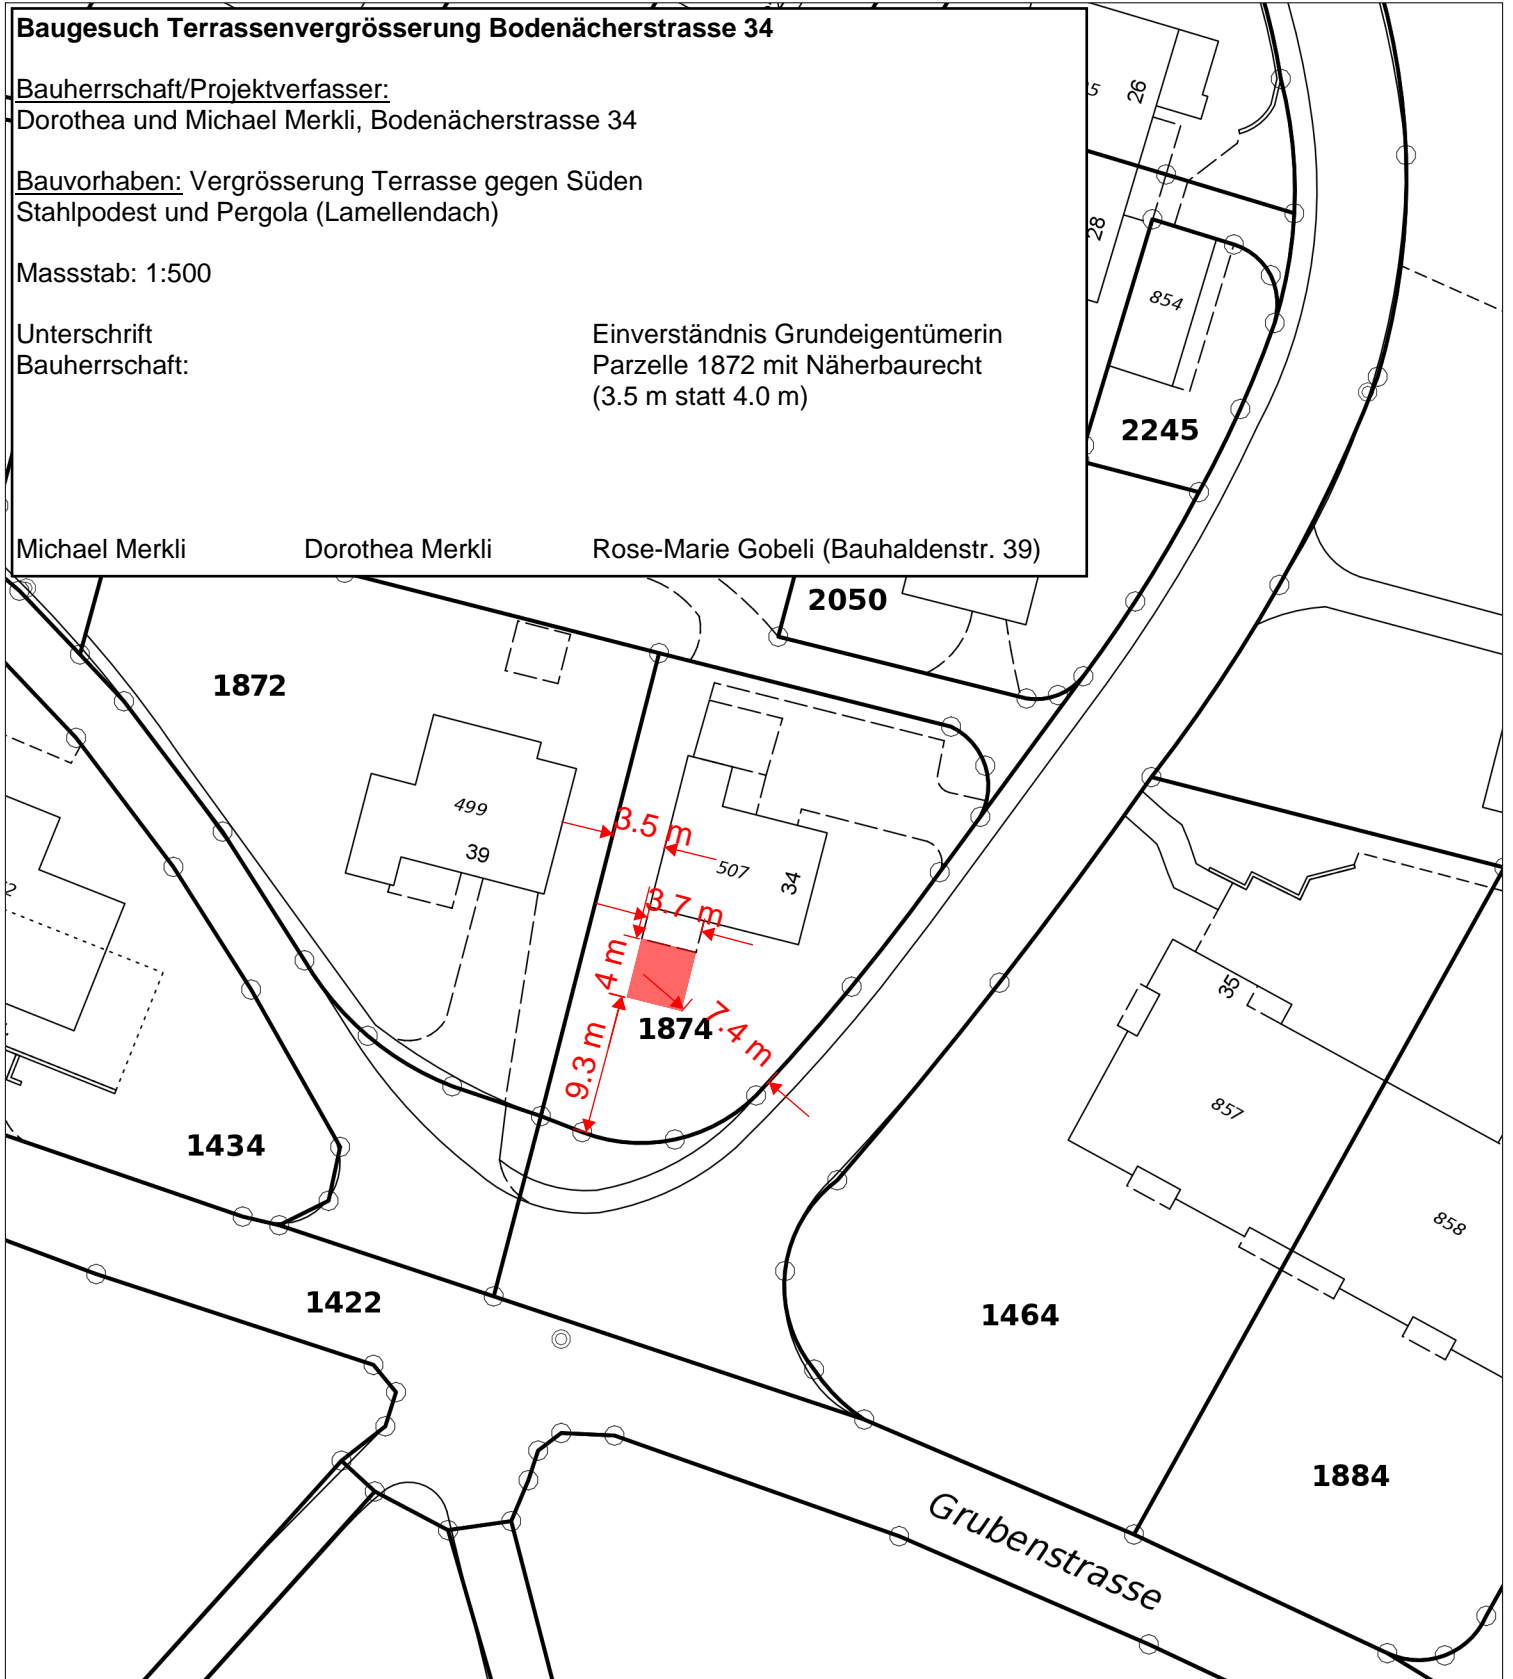 Baugesuch Terrassenvergrösserung Bodenächerstrasse 34
Bauherrschaft/Projektverfasser:
Dorothea und Michael Merkli, Bodenächerstrasse 34
Bauvorhaben: Vergrösserung Terrasse gegen Süden
Stahlpodest und Pergola (Lamellendach)
Massstab: 1:500
Unterschrift
Bauherrschaft:
Einverständnis Grundeigentümerin
Parzelle 1872 mit Näherbaurecht
(3.5 m statt 4.0 m)
Michael Merkli
Dorothea Merkli
Rose-Marie Gobeli (Bauhaldenstr. 39)
26
28
854
2245
2050
1872
499
39
3.5 m
507
34
3.7 m
4 m
1874
7.4 m
9.3 m
35
857
858
1434
1422
1464
1884
Grubenstrasse